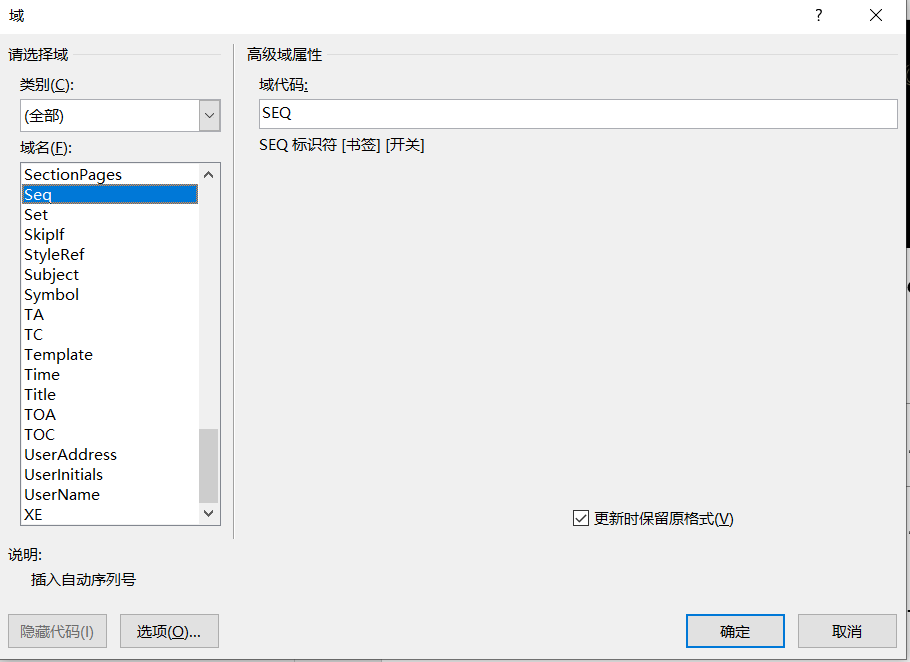 域
?
请选择域
类别(C):
(全部)
域名(F):
SectionPages
Seq
Set
SkipIf
StyleRef
Subject
Symbol
TA
TC
Template
Time
Title
TOA
TOC
UserAddress
UserInitials
UserName
XE
高级域属性
域代码:
SEQ
SEQ 标识符 [书签] [开关]
更新时保留原格式(V)
说明:
插入自动序列号
隐藏代码(I)
选项(O)...
确定
取消